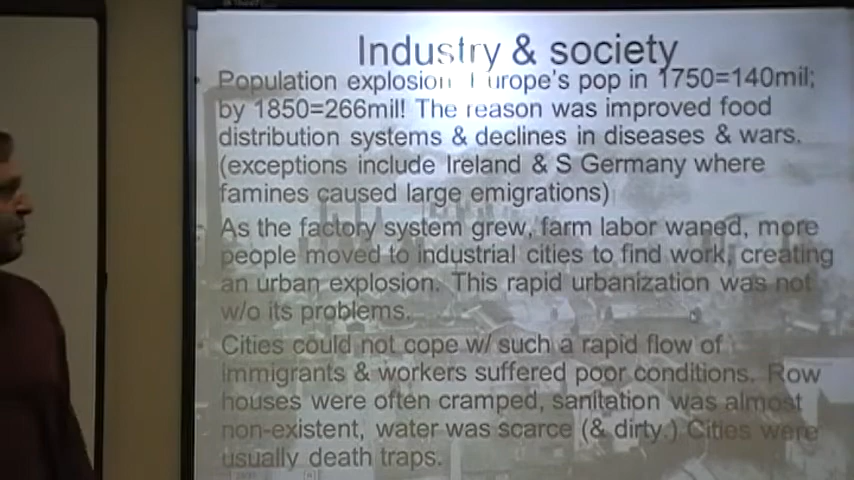 Industry & society
Population explosion Europe's pop in 1750=140mil;
by 1850=266mil! The reason was improved food
distribution systems & declines in diseases & wars.
(exceptions include Ireland & S Germany where
famines caused large emigrations)
As the factory system grew, farm labor waned, more
people moved to industrial cities to find work, creating
an urban explosion. This rapid urbanization was not
w/o its problems.
Cities could not cope w/ such a rapid flow of
immigrants & workers suffered poor conditions. Row
houses were often cramped, sanitation was almost
non-existent, water was scarce (& dirty.) Cities were
usually death traps.